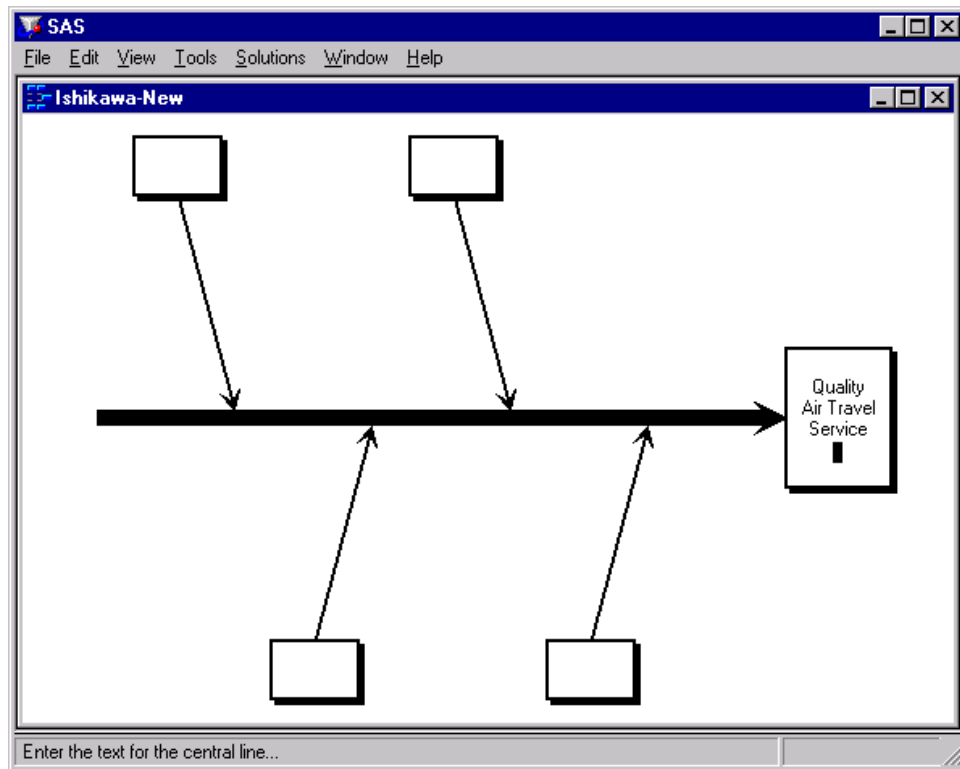 SAS
File Edit View Tools Solutions Window Help
Ishikawa-New
Quality
Air Travel
Service
Enter the text for the central line...